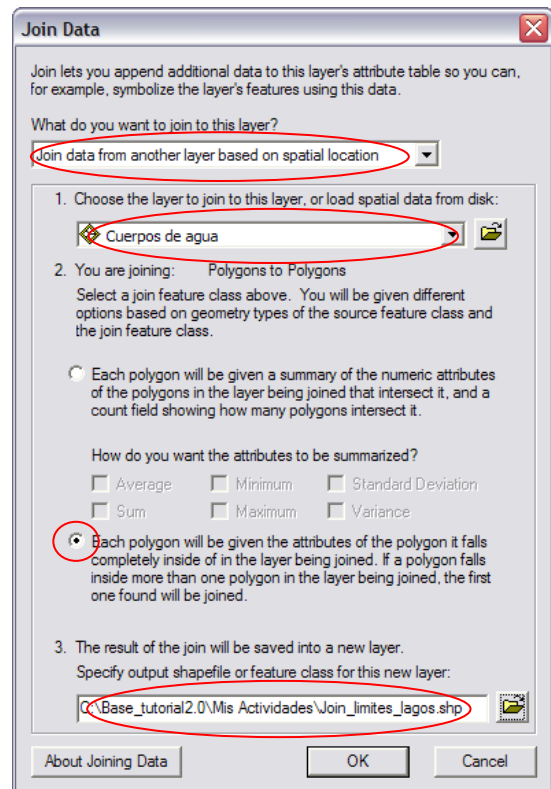 Join Data
Join lets you append additional data to this layer's attribute table so you can,
for example, symbolize the layer's features using this data.
What do you want to join to this layer?
Join data from another layer based on spatial location
1. Choose the layer to join to this layer, or load spatial data from disk:
Cuerpos de agua
2. You are joining: Polygons to Polygons
Select a join feature class above. You will be given different
options based on geometry types of the source feature class and
the join feature class.
Each polygon will be given a summary of the numeric attributes
of the polygons in the layer being joined that intersect it, and a
count field showing how many polygons intersect it.
How do you want the attributes to be summarized?
Average Minimum Standard Deviation
Sum Maximum Variance
Each polygon will be given the attributes of the polygon it falls
completely inside of in the layer being joined. If a polygon falls
inside more than one polygon in the layer being joined, the first
one found will be joined.
3. The result of the join will be saved into a new layer.
Specify output shapefile or feature class for this new layer:
C:\Base_tutorial2.0\Mis Actividades\Join_limites_lagos.shp
About Joining Data OK Cancel